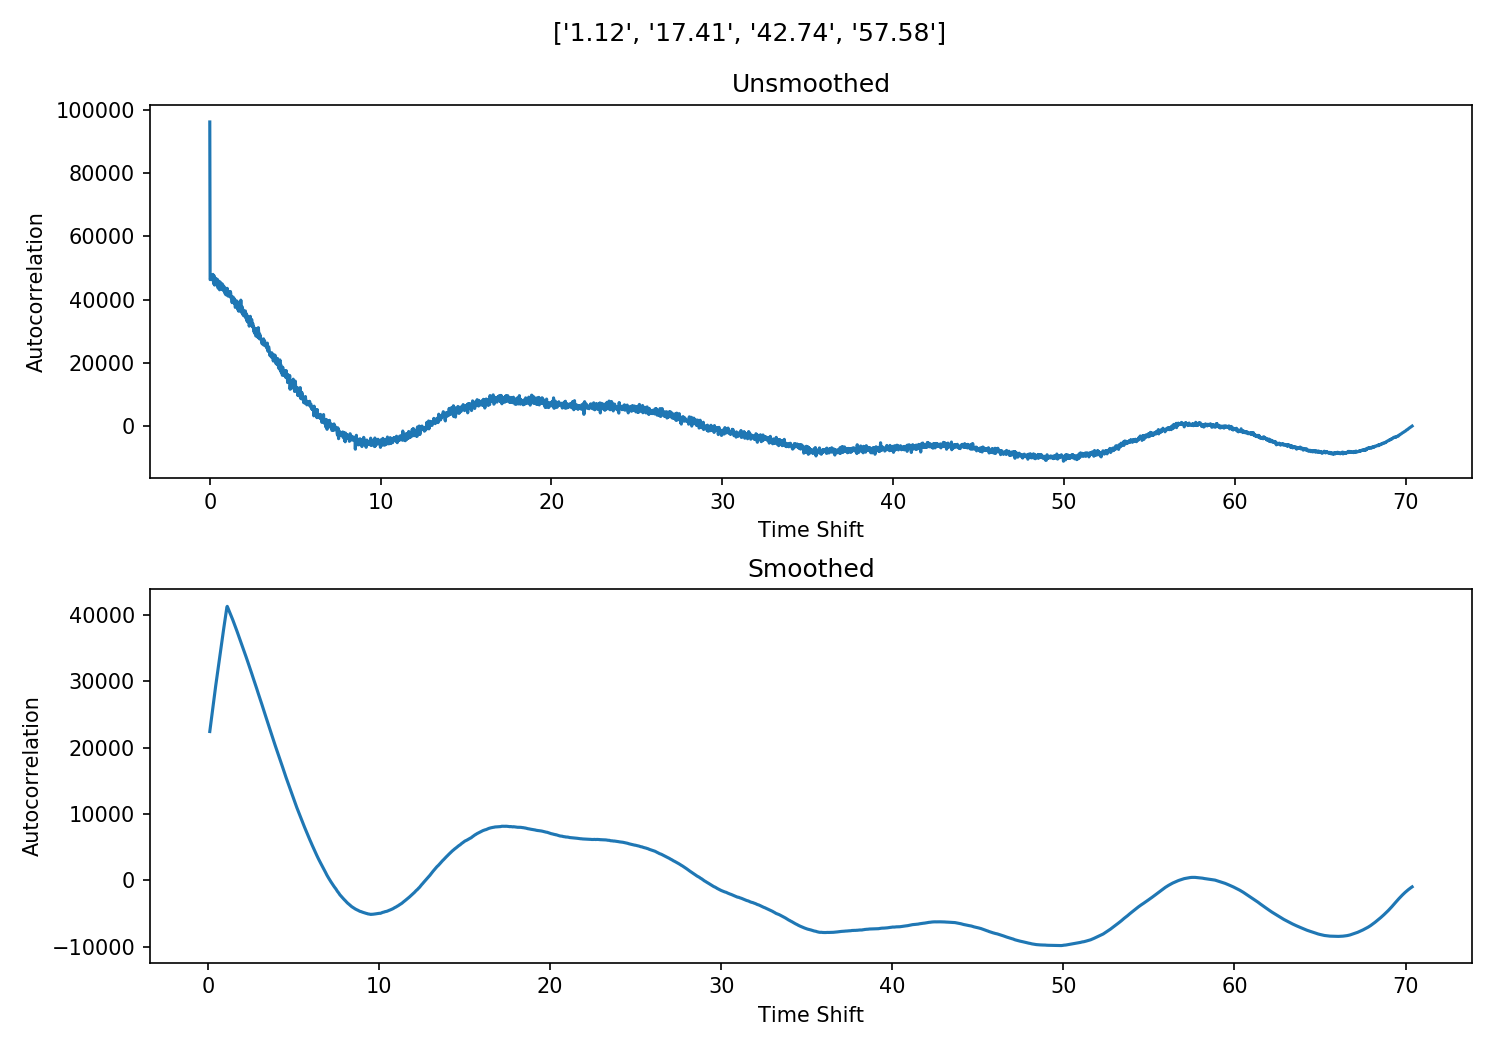 ['1.12', '17.41', '42.74', '57.58']
Unsmoothed
100000
80000
60000
40000
20000
0
Autocorrelation
0 10 20 30 40 50 60 70
Time Shift
Smoothed
40000
30000
20000
10000
0
−10000
Autocorrelation
0 10 20 30 40 50 60 70
Time Shift